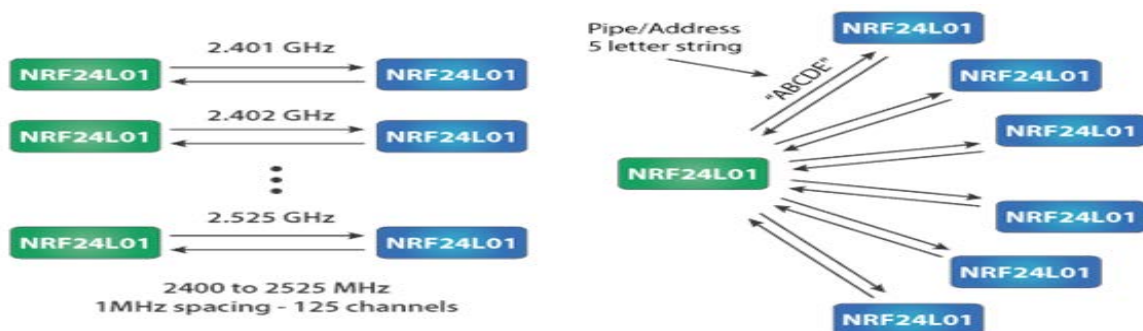 2.401 GHz
NRF24L01
NRF24L01
2.402 GHz
NRF24L01
NRF24L01
2.525 GHz
NRF24L01
NRF24L01
2400 to 2525 MHz
1MHz spacing - 125 channels
Pipe/Address
5 letter string
"ABCDE"
NRF24L01
NRF24L01
NRF24L01
NRF24L01
NRF24L01
NRF24L01
NRF24L01